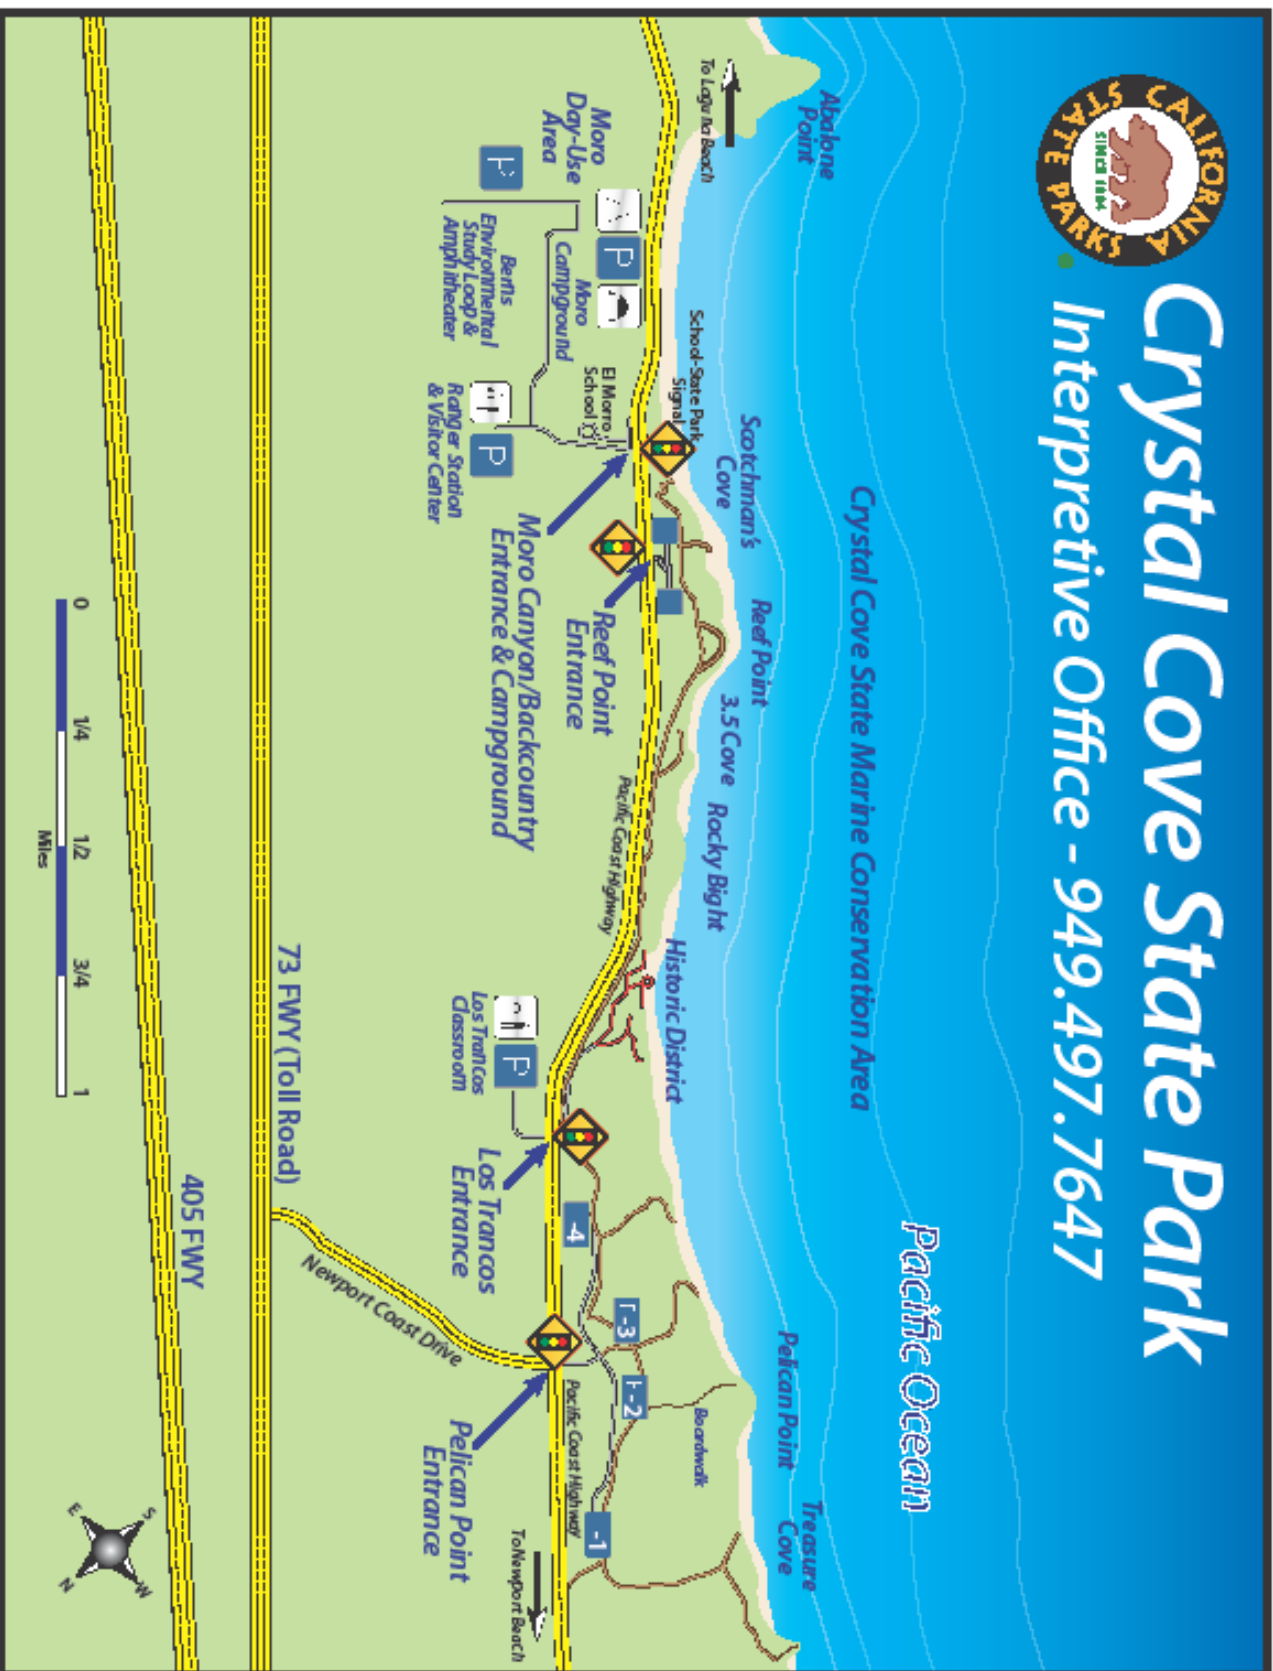 CALIFORNIA
STATE PARKS
SINCE 1864
Crystal Cove State Park
Interpretive Office - 949.497.7647
Pacific Ocean
Crystal Cove State Marine Conservation Area
Abalone
Point
Scotchman's
Cove
Reef Point
3.5 Cove
Rocky Bight
Historic District
Pelican Point
Treasure
Cove
To Laguna Beach
School-State Park
Signal
Boardwalk
Moro
Day-Use
Area
P
P
Moro
Campground
El Morro
School
Berns
Environmental
Study Loop &
Amphitheater
Ranger Station
& Visitor Center
P
Moro Canyon/Backcountry
Entrance & Campground
Reef Point
Entrance
Pacific Coast Highway
Los Trancos
Classroom
P
Los Trancos
Entrance
-4
-3
-2
-1
Pacific Coast Highway
Pelican Point
Entrance
To Newport Beach
Newport Coast Drive
73 FWY (Toll Road)
405 FWY
0 1/4 1/2 3/4 1
Miles
S
W
E
N